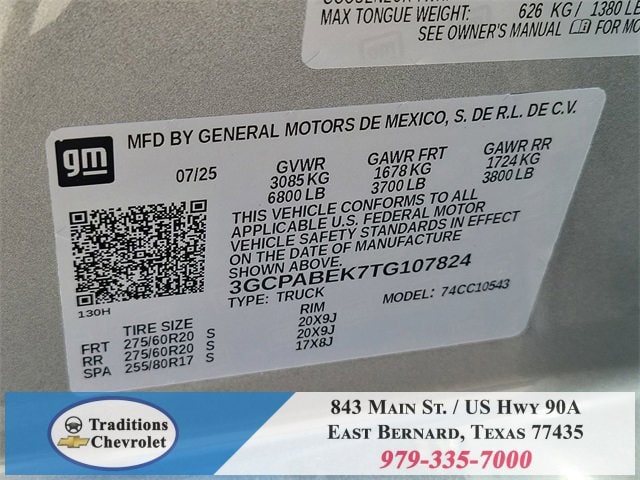 MAX TONGUE WEIGHT: 626 KG / 1380 LB
SEE OWNER'S MANUAL FOR MO
gm
MFD BY GENERAL MOTORS DE MEXICO, S. DE R.L. DE C.V.
07/25 GVWR GAWR FRT GAWR RR
3085 KG 1678 KG 1724 KG
6800 LB 3700 LB 3800 LB
THIS VEHICLE CONFORMS TO ALL
APPLICABLE U.S. FEDERAL MOTOR
VEHICLE SAFETY STANDARDS IN EFFECT
ON THE DATE OF MANUFACTURE
SHOWN ABOVE.
3GCPABEK7TG107824
TYPE: TRUCK MODEL: 74CC10543
130H
TIRE SIZE RIM
FRT 275/60R20 S 20X9J
RR 275/60R20 S 20X9J
SPA 255/80R17 S 17X8J
Traditions
Chevrolet
843 Main St. / US Hwy 90A
East Bernard, Texas 77435
979-335-7000